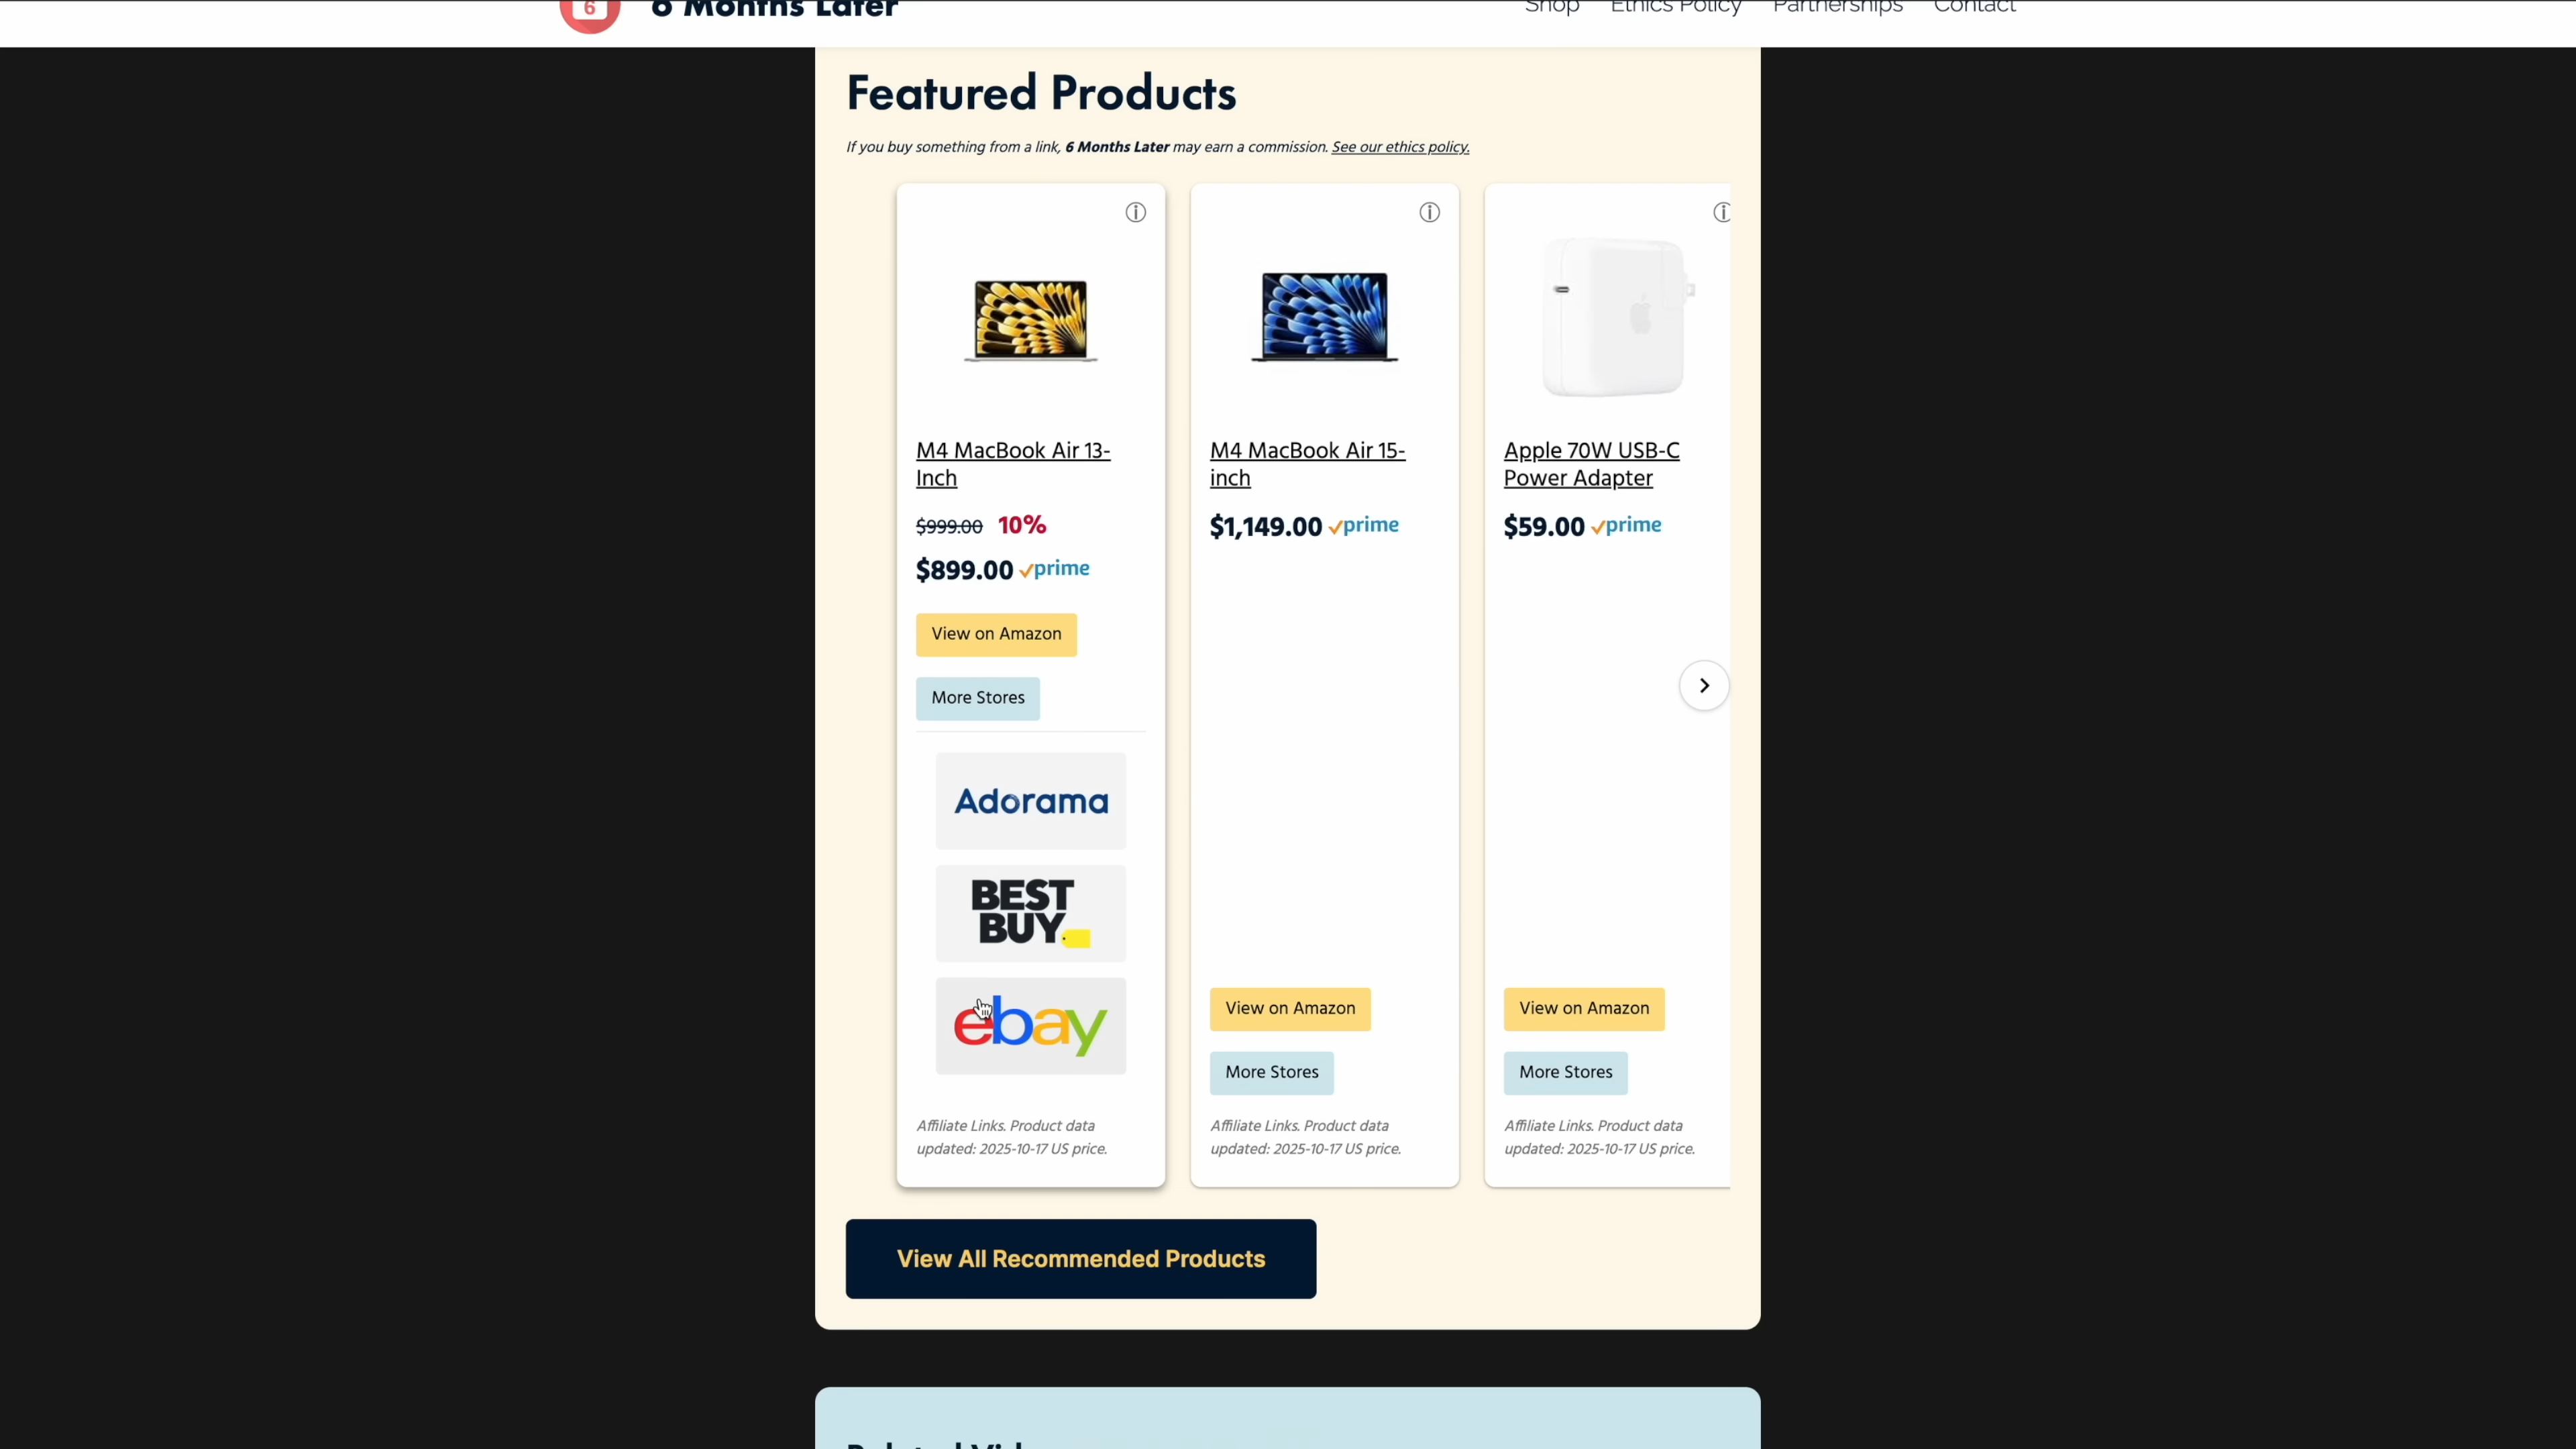 6
6 Months Later
Shop Ethics Policy Partnerships Contact
Featured Products
If you buy something from a link, 6 Months Later may earn a commission. See our ethics policy.
M4 MacBook Air 13-
Inch
$999.00 10%
$899.00 prime
View on Amazon
More Stores
Adorama
BEST
BUY
ebay
Affiliate Links. Product data
updated: 2025-10-17 US price.
M4 MacBook Air 15-
inch
$1,149.00 prime
View on Amazon
More Stores
Affiliate Links. Product data
updated: 2025-10-17 US price.
Apple 70W USB-C
Power Adapter
$59.00 prime
View on Amazon
More Stores
Affiliate Links. Product data
updated: 2025-10-17 US price.
View All Recommended Products